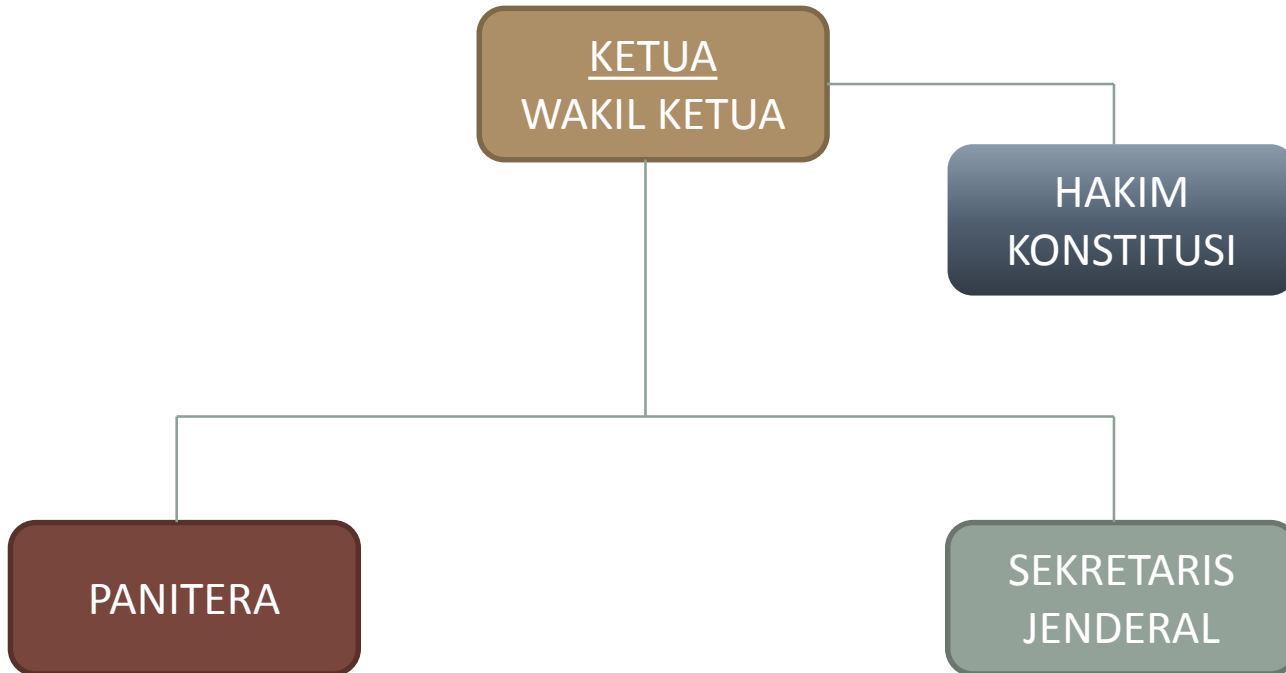 KETUA
WAKIL KETUA
HAKIM
KONSTITUSI
PANITERA
SEKRETARIS
JENDERAL